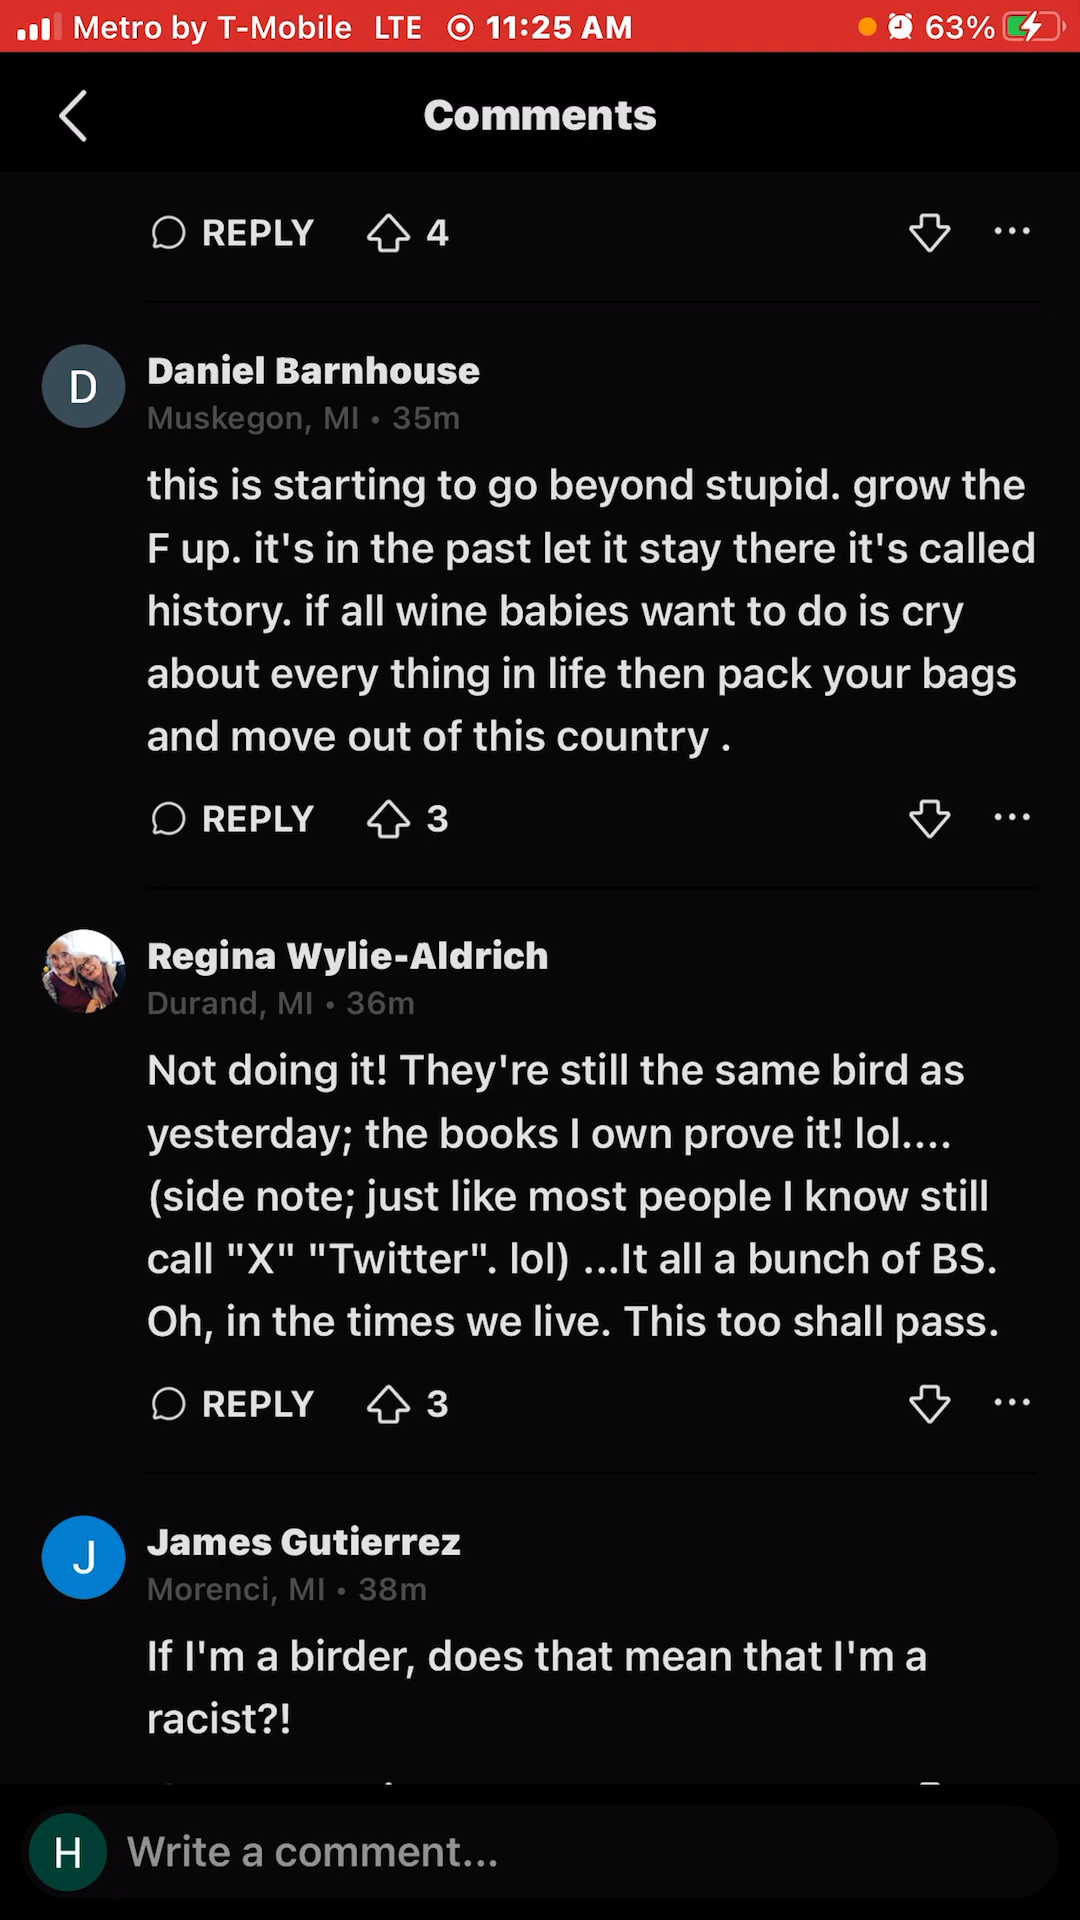 Metro by T-Mobile LTE 11:25 AM 63%
Comments
REPLY 4
D
Daniel Barnhouse
Muskegon, MI • 35m
this is starting to go beyond stupid. grow the
F up. it's in the past let it stay there it's called
history. if all wine babies want to do is cry
about every thing in life then pack your bags
and move out of this country .
REPLY 3
Regina Wylie-Aldrich
Durand, MI • 36m
Not doing it! They're still the same bird as
yesterday; the books I own prove it! lol....
(side note; just like most people I know still
call "X" "Twitter". lol) ...It all a bunch of BS.
Oh, in the times we live. This too shall pass.
REPLY 3
J
James Gutierrez
Morenci, MI • 38m
If I'm a birder, does that mean that I'm a
racist?!
H
Write a comment...